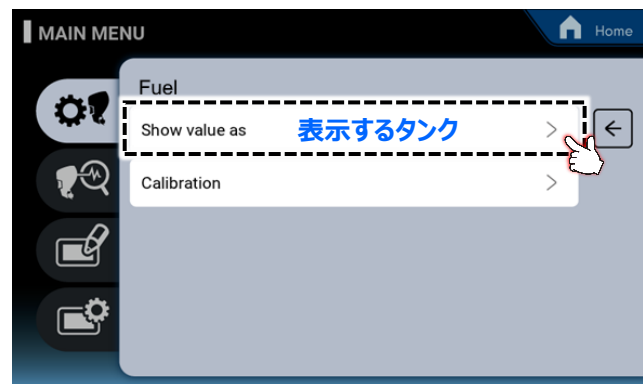 MAIN MENU
Home
Fuel
Show value as 表示するタンク
Calibration